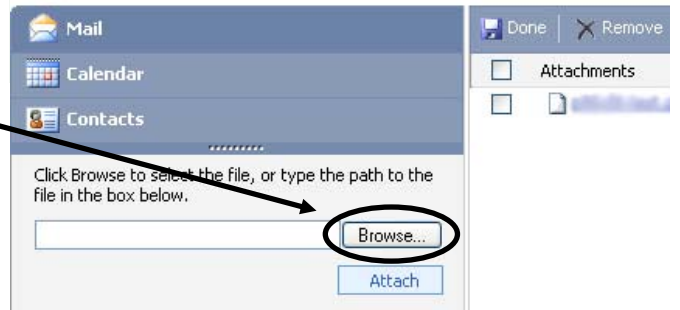 Mail
Calendar
Contacts
Click Browse to select the file, or type the path to the
file in the box below.
Browse...
Attach
Done Remove
Attachments